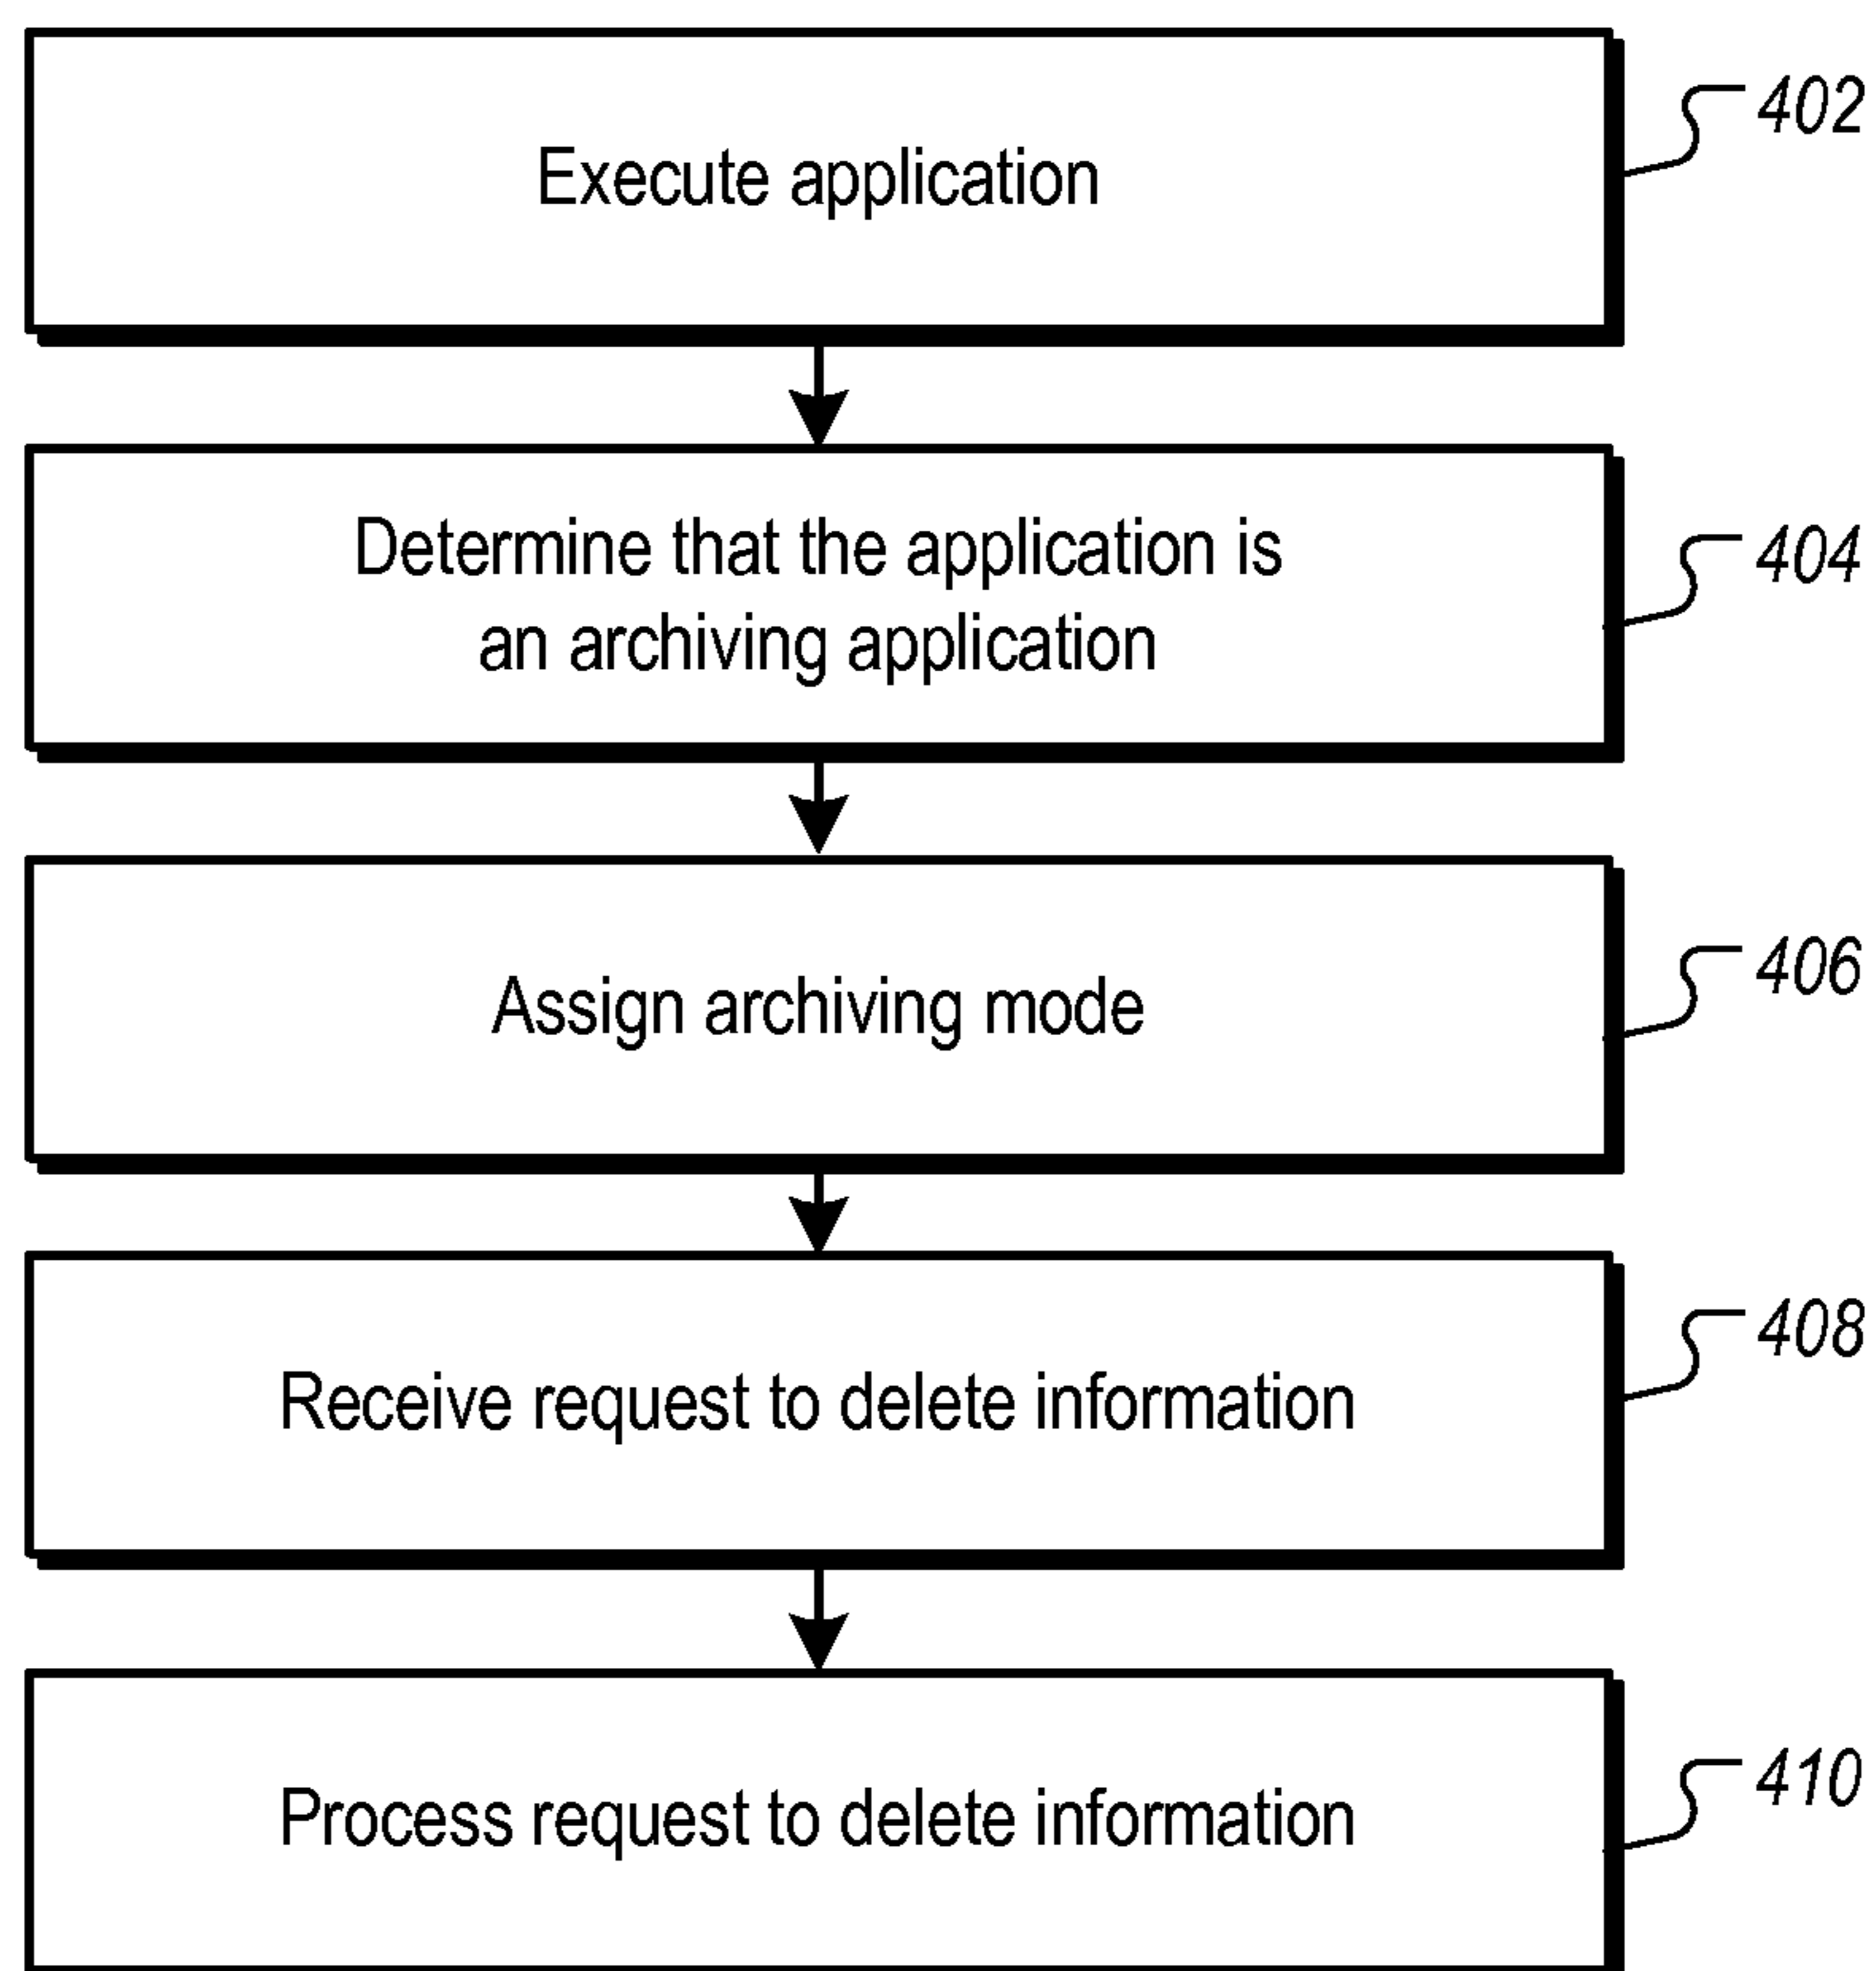 Execute application
402
Determine that the application is
an archiving application
404
Assign archiving mode
406
Receive request to delete information
408
Process request to delete information
410